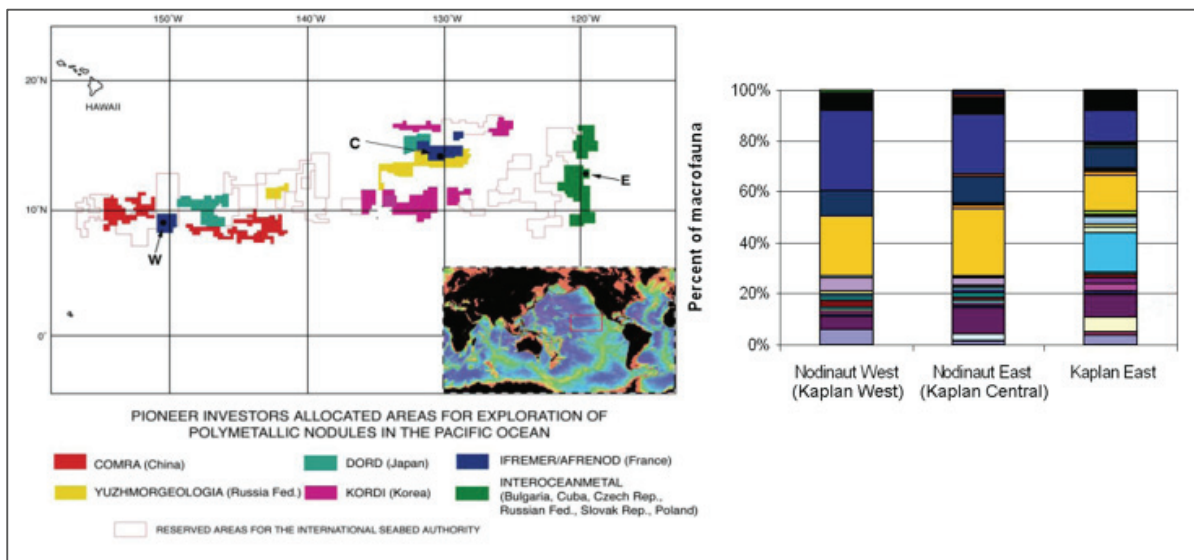 150°W 140°W 130°W 120°W
20°N
HAWAII
C
E
10°N
W
0°
PIONEER INVESTORS ALLOCATED AREAS FOR EXPLORATION OF
POLYMETALLIC NODULES IN THE PACIFIC OCEAN
COMRA (China)
DORD (Japan)
IFREMER/AFRENOD (France)
YUZHMORGEOLOGIA (Russia Fed.)
KORDI (Korea)
INTEROCEANMETAL
(Bulgaria, Cuba, Czech Rep.,
Russian Fed., Slovak Rep., Poland)
RESERVED AREAS FOR THE INTERNATIONAL SEABED AUTHORITY
Percent of macrofauna
100%
80%
60%
40%
20%
0%
Nodinaut West
(Kaplan West)
Nodinaut East
(Kaplan Central)
Kaplan East